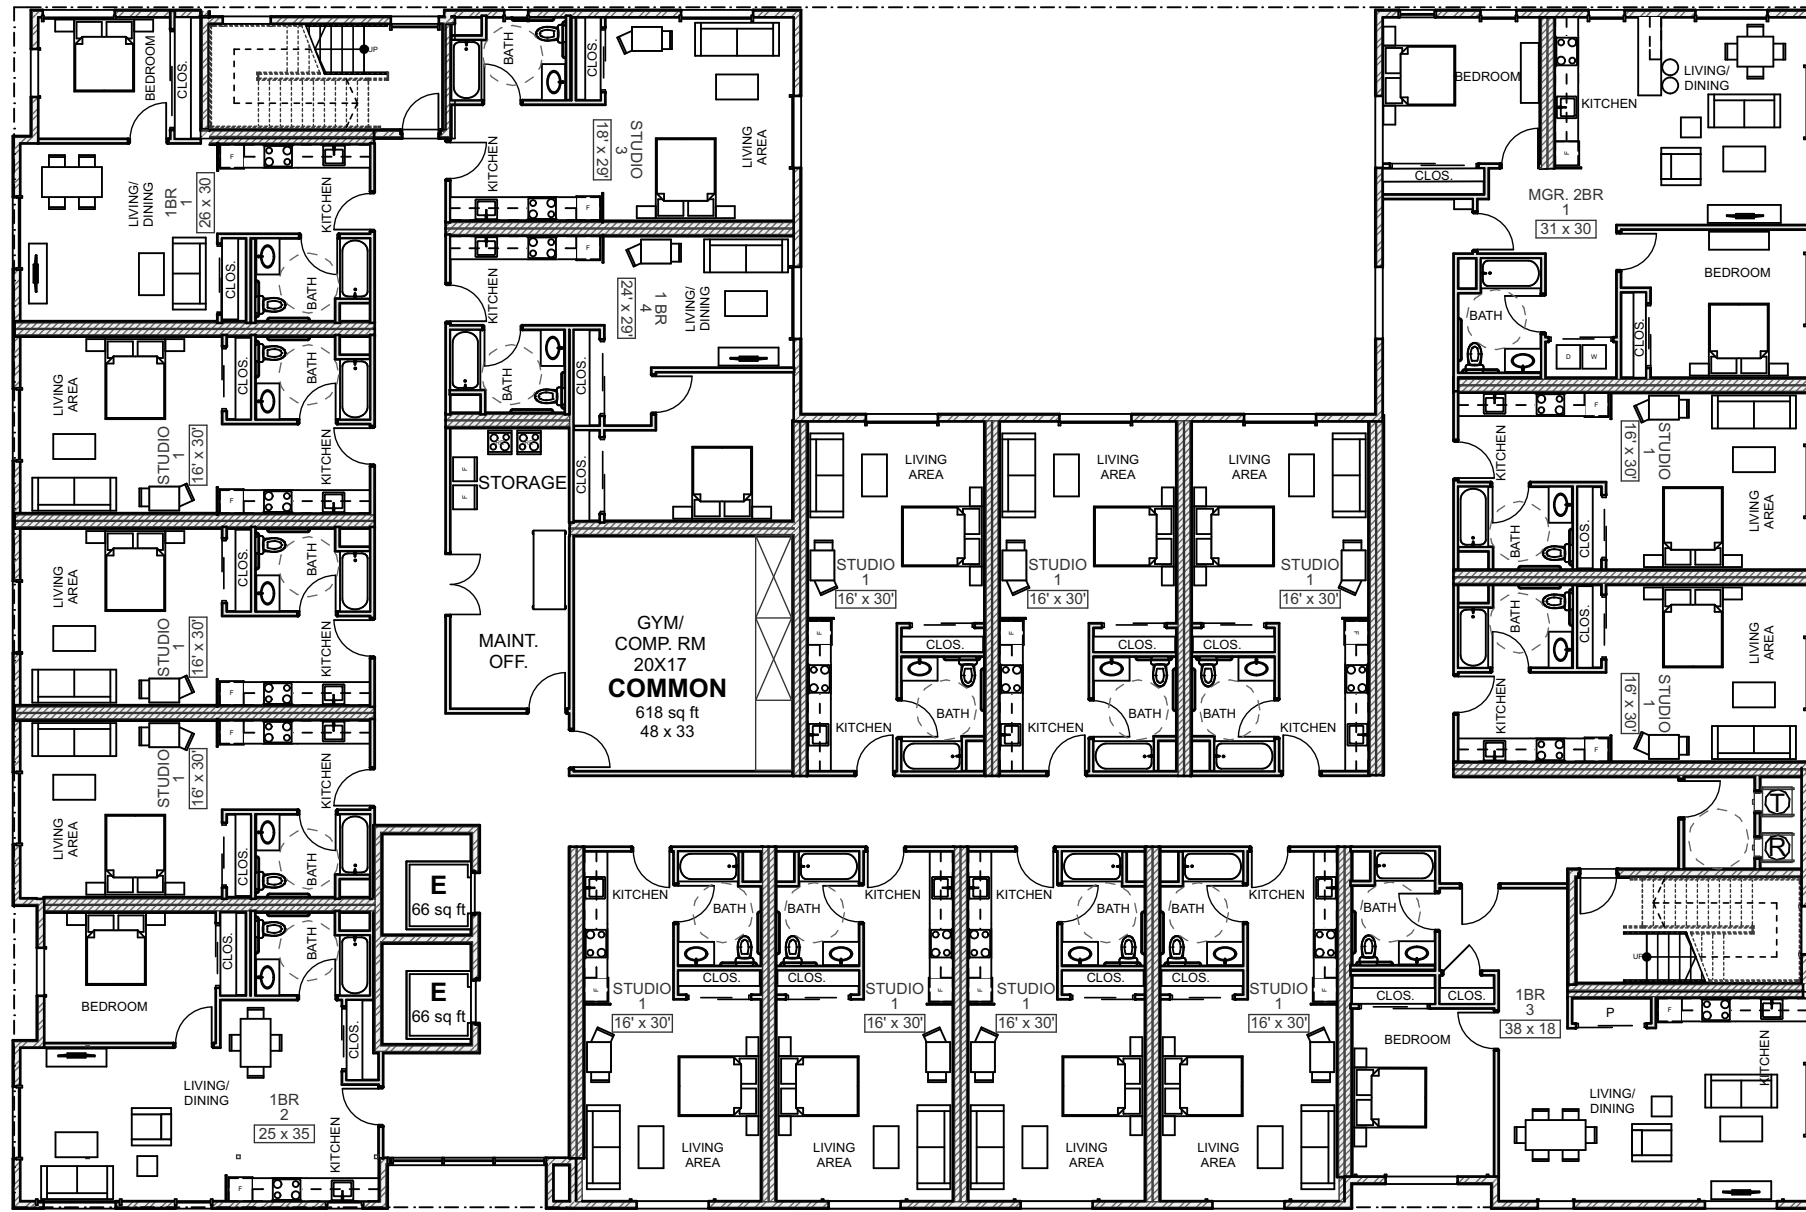 BEDROOM
CLOS.
UP
LIVING/
DINING
1BR
1
26 x 30
KITCHEN
F
CLOS.
BATH
BATH
CLOS.
KITCHEN
F
STUDIO
3
18' x 29'
LIVING
AREA
KITCHEN
F
1 BR
4
24' x 29'
LIVING/
DINING
BATH
CLOS.
CLOS.
STORAGE
F
F
MAINT.
OFF.
GYM/
COMP. RM
20X17
COMMON
618 sq ft
48 x 33
LIVING
AREA
STUDIO
1
16' x 30'
CLOS.
BATH
KITCHEN
F
LIVING
AREA
STUDIO
1
16' x 30'
CLOS.
BATH
KITCHEN
F
LIVING
AREA
STUDIO
1
16' x 30'
CLOS.
BATH
KITCHEN
F
E
66 sq ft
E
66 sq ft
BEDROOM
CLOS.
BATH
CLOS.
LIVING/
DINING
1BR
2
25 x 35
KITCHEN
F
LIVING
AREA
STUDIO
1
16' x 30'
F
CLOS.
BATH
KITCHEN
LIVING
AREA
STUDIO
1
16' x 30'
F
CLOS.
BATH
KITCHEN
LIVING
AREA
STUDIO
1
16' x 30'
F
CLOS.
BATH
KITCHEN
BEDROOM
CLOS.
KITCHEN
F
LIVING/
DINING
MGR. 2BR
1
31 x 30
BEDROOM
CLOS.
BATH
D
W
KITCHEN
F
STUDIO
1
16' x 30'
LIVING
AREA
BATH
CLOS.
BATH
CLOS.
LIVING
AREA
STUDIO
1
16' x 30'
KITCHEN
F
T
R
UP
KITCHEN
BATH
CLOS.
F
STUDIO
1
16' x 30'
LIVING
AREA
KITCHEN
BATH
CLOS.
F
STUDIO
1
16' x 30'
LIVING
AREA
KITCHEN
BATH
CLOS.
F
STUDIO
1
16' x 30'
LIVING
AREA
KITCHEN
BATH
CLOS.
F
STUDIO
1
16' x 30'
LIVING
AREA
BATH
CLOS.
CLOS.
BEDROOM
1BR
3
38 x 18
P
F
KITCHEN
LIVING/
DINING